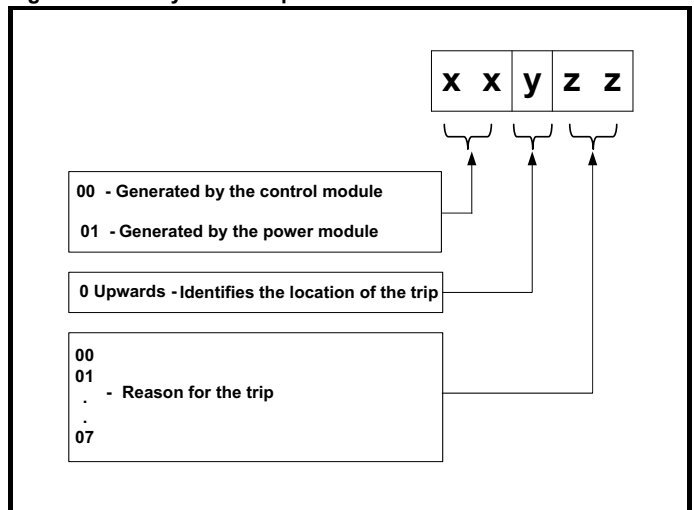 x x y z z
00 - Generated by the control module
01 - Generated by the power module
0 Upwards - Identifies the location of the trip
00
01
.
- Reason for the trip
.
07